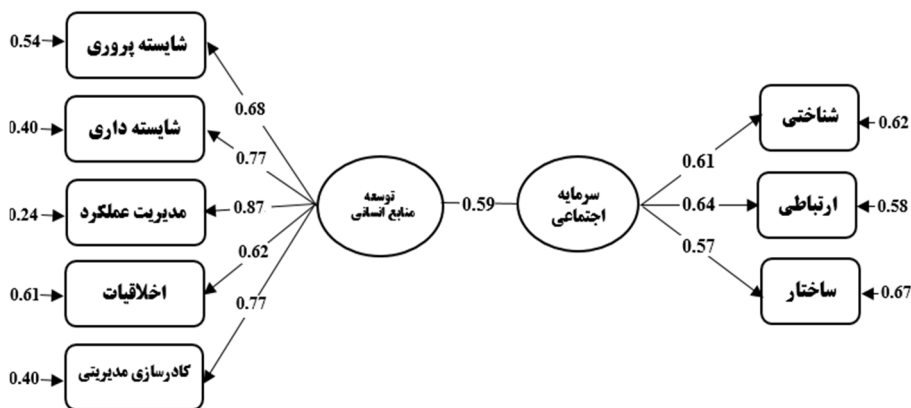 0.54
شایسته پروری
0.68
0.40
شایسته داری
0.77
0.24
مدیریت عملکرد
0.87
0.61
اخلاقیات
0.62
0.40
کادرسازی مدیریتی
0.77
توسعه
منابع انسانی
0.59
سرمایه
اجتماعی
0.61
شناختی
0.62
0.64
ارتباطی
0.58
0.57
ساختار
0.67